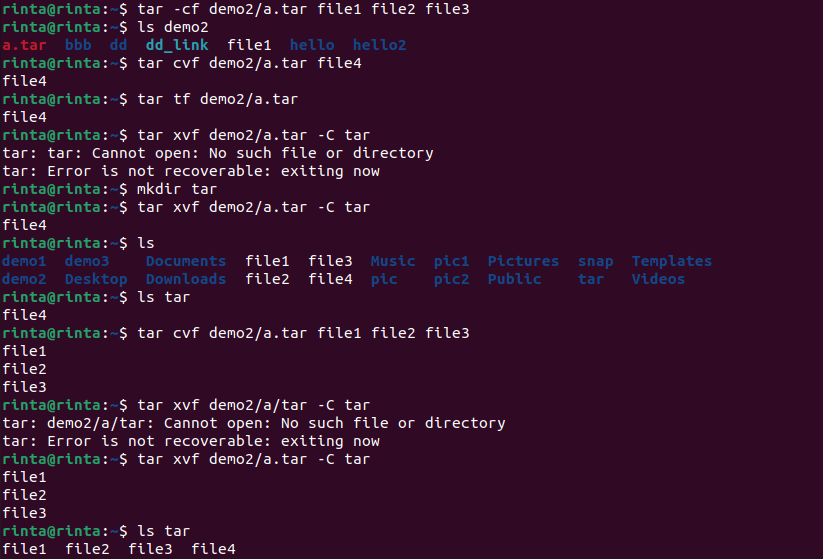 rinta@rinta:~$ tar -cf demo2/a.tar file1 file2 file3
rinta@rinta:~$ ls demo2
a.tar  bbb  dd  dd_link  file1  hello  hello2
rinta@rinta:~$ tar cvf demo2/a.tar file4
file4
rinta@rinta:~$ tar tf demo2/a.tar
file4
rinta@rinta:~$ tar xvf demo2/a.tar -C tar
tar: tar: Cannot open: No such file or directory
tar: Error is not recoverable: exiting now
rinta@rinta:~$ mkdir tar
rinta@rinta:~$ tar xvf demo2/a.tar -C tar
file4
rinta@rinta:~$ ls
demo1  demo3    Documents  file1  file3  Music  pic1  Pictures  snap  Templates
demo2  Desktop  Downloads  file2  file4  pic    pic2  Public    tar   Videos
rinta@rinta:~$ ls tar
file4
rinta@rinta:~$ tar cvf demo2/a.tar file1 file2 file3
file1
file2
file3
rinta@rinta:~$ tar xvf demo2/a/tar -C tar
tar: demo2/a/tar: Cannot open: No such file or directory
tar: Error is not recoverable: exiting now
rinta@rinta:~$ tar xvf demo2/a.tar -C tar
file1
file2
file3
rinta@rinta:~$ ls tar
file1  file2  file3  file4